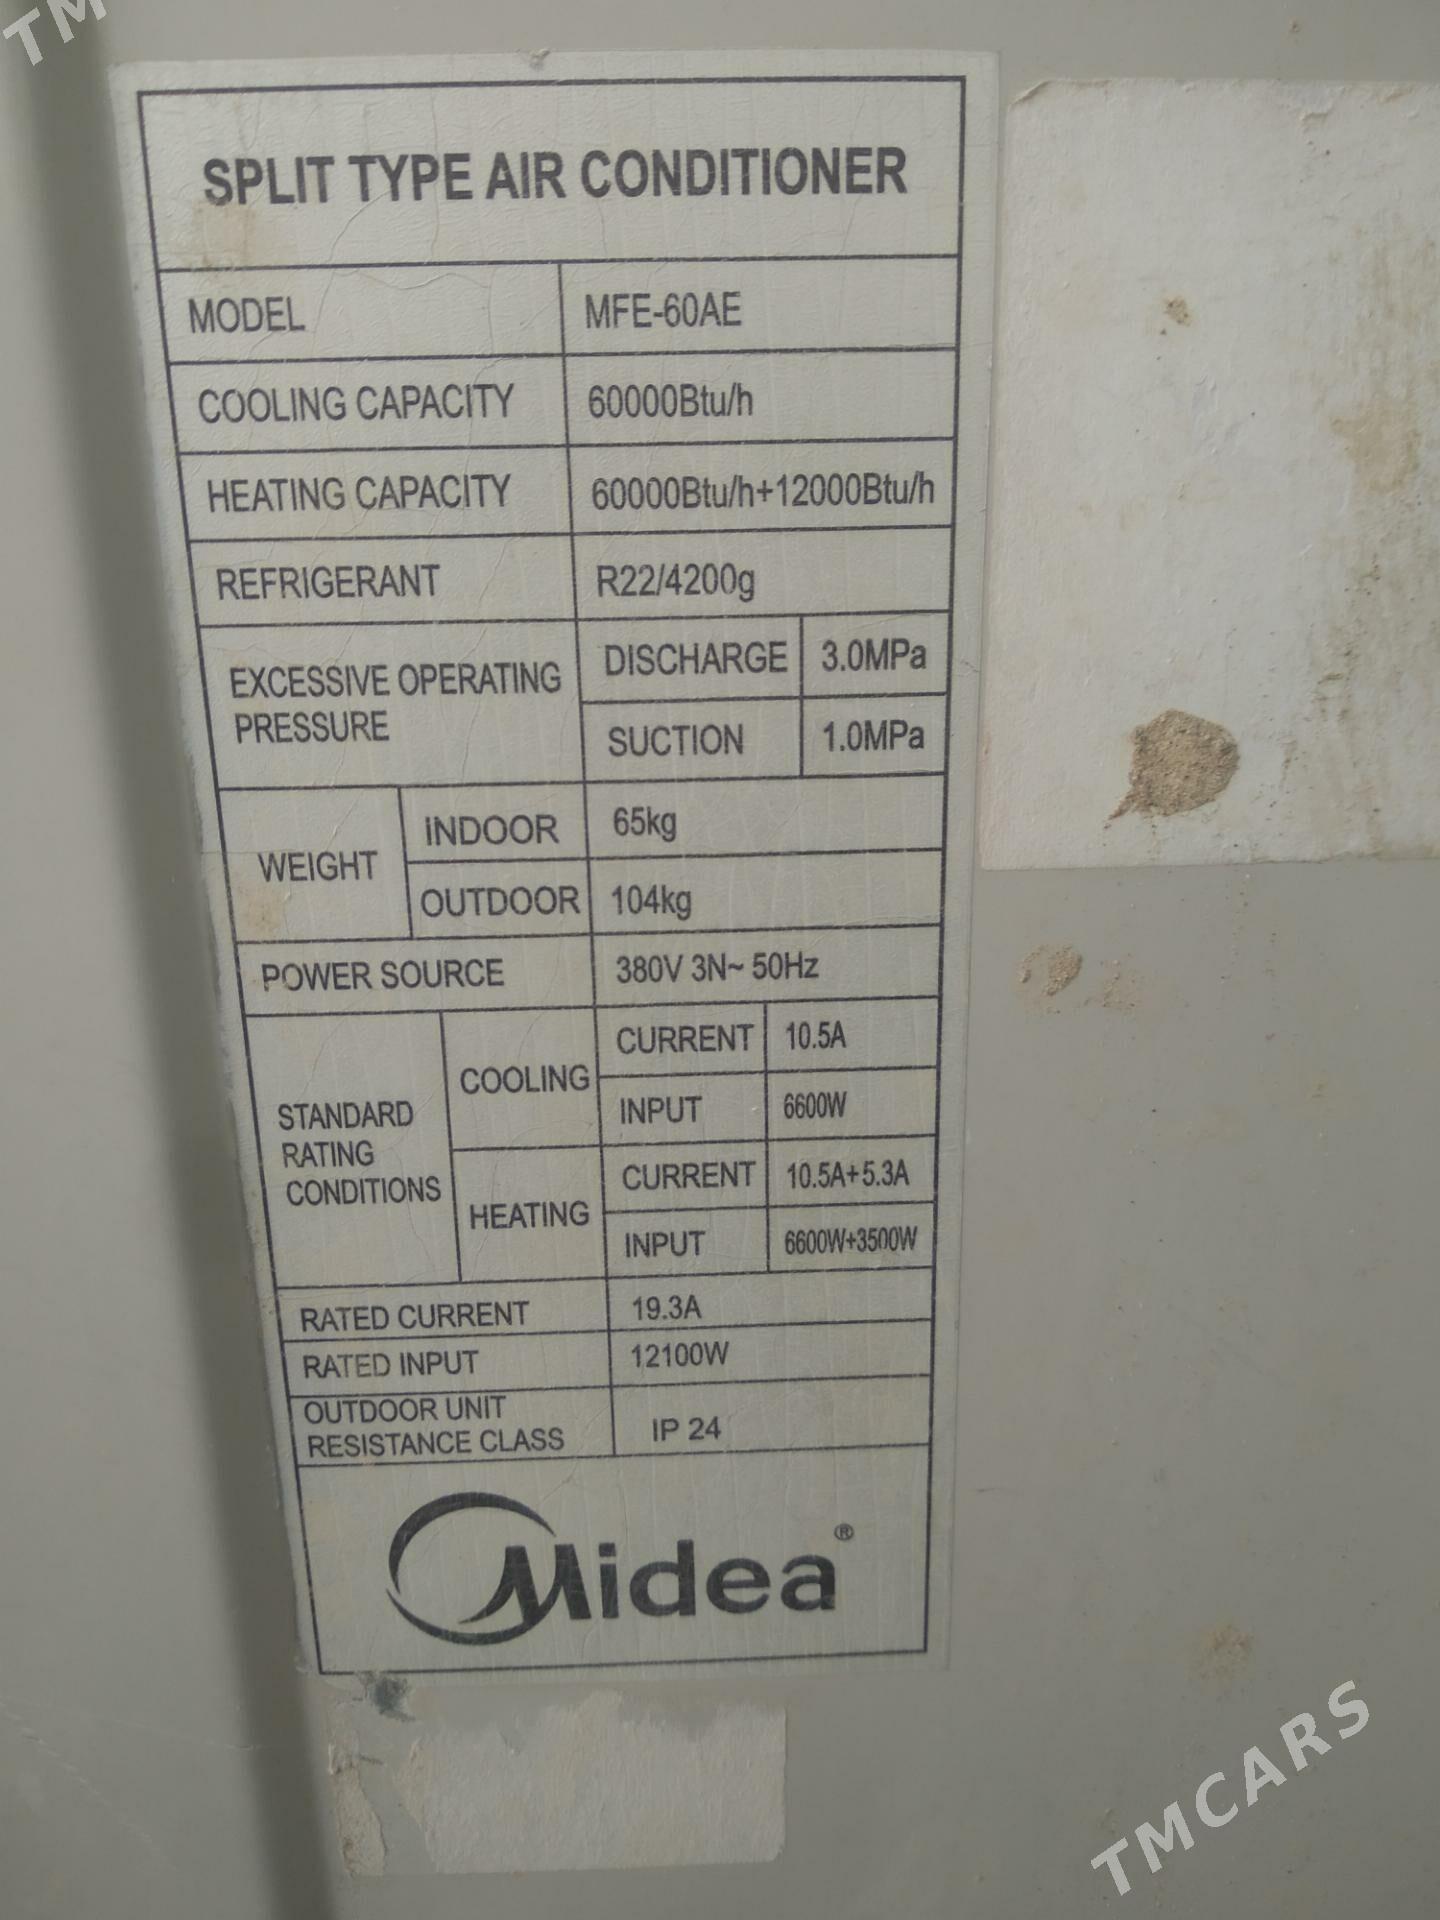 TM
SPLIT TYPE AIR CONDITIONER
MODEL MFE-60AE
COOLING CAPACITY 60000Btu/h
HEATING CAPACITY 60000Btu/h+12000Btu/h
REFRIGERANT R22/4200g
EXCESSIVE OPERATING
PRESSURE
DISCHARGE 3.0MPa
SUCTION 1.0MPa
WEIGHT
INDOOR 65kg
OUTDOOR 104kg
POWER SOURCE 380V 3N~ 50Hz
STANDARD
RATING
CONDITIONS
COOLING
CURRENT 10.5A
INPUT 6600W
HEATING
CURRENT 10.5A+5.3A
INPUT 6600W+3500W
RATED CURRENT 19.3A
RATED INPUT 12100W
OUTDOOR UNIT
RESISTANCE CLASS
IP 24
Midea®
TMCARS